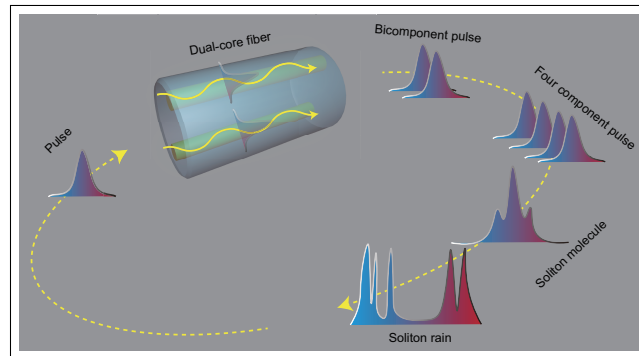 Dual-core fiber
Bicomponent pulse
Four component pulse
Pulse
Soliton molecule
Soliton rain